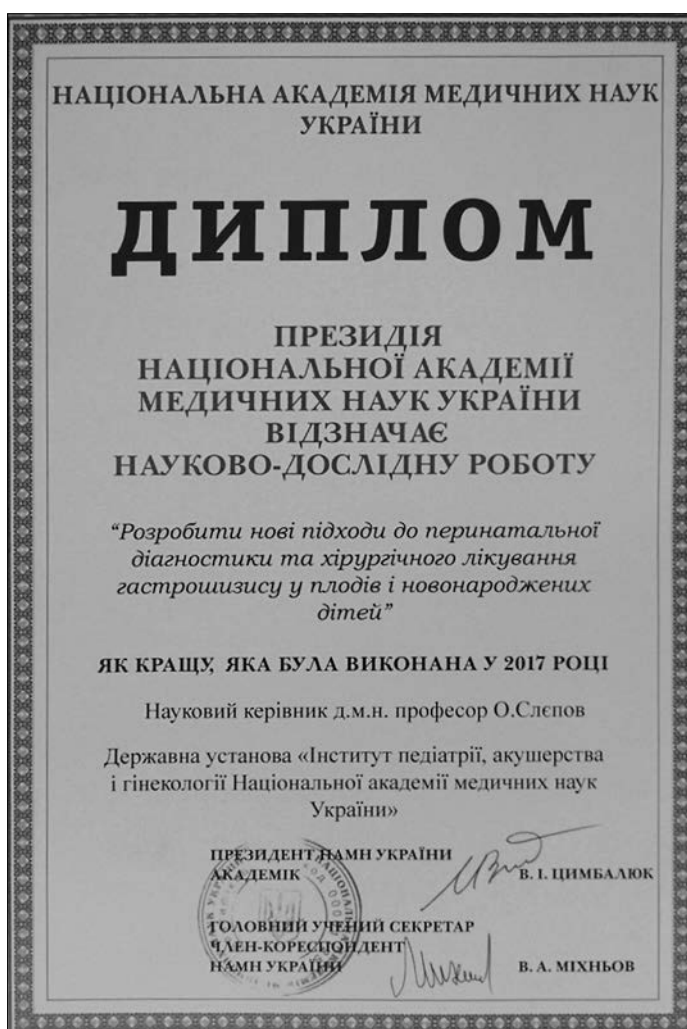 НАЦІОНАЛЬНА АКАДЕМІЯ МЕДИЧНИХ НАУК
УКРАЇНИ
ДИПЛОМ
ПРЕЗИДІЯ
НАЦІОНАЛЬНОЇ АКАДЕМІЇ
МЕДИЧНИХ НАУК УКРАЇНИ
ВІДЗНАЧАЄ
НАУКОВО-ДОСЛІДНУ РОБОТУ
“Розробити нові підходи до перинатальної
діагностики та хірургічного лікування
гастрошизису у плодів і новонароджених
дітей”
ЯК КРАЩУ, ЯКА БУЛА ВИКОНАНА У 2017 РОЦІ
Науковий керівник д.м.н. професор О.Слєпов
Державна установа «Інститут педіатрії, акушерства
і гінекології Національної академії медичних наук
України»
ПРЕЗИДЕНТ НАМН УКРАЇНИ
АКАДЕМІК В. І. ЦИМБАЛЮК
ГОЛОВНИЙ УЧЕНИЙ СЕКРЕТАР
ЧЛЕН-КОРЕСПОНДЕНТ
НАМН УКРАЇНИ В. А. МІХНЬОВ